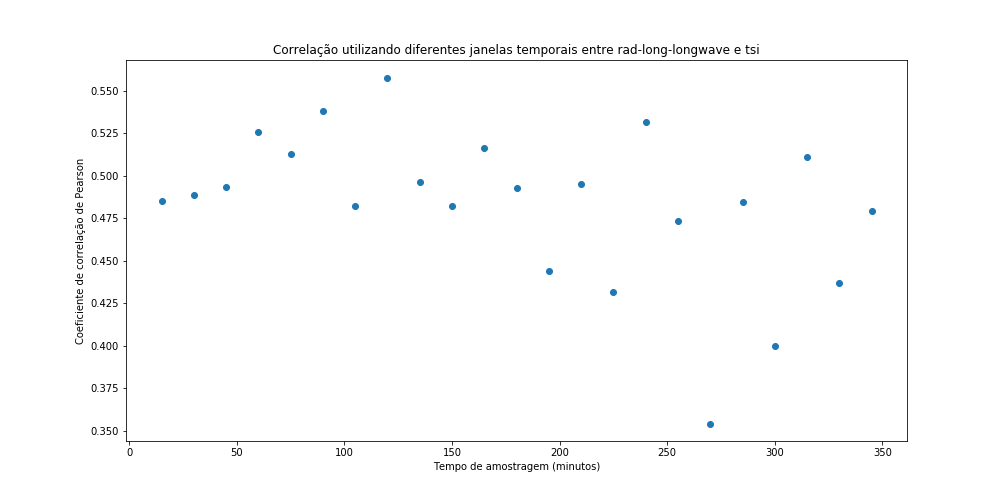 Correlação utilizando diferentes janelas temporais entre rad-long-longwave e tsi
0.550
0.525
0.500
0.475
0.450
0.425
0.400
0.375
0.350
Coeficiente de correlação de Pearson
0 50 100 150 200 250 300 350
Tempo de amostragem (minutos)